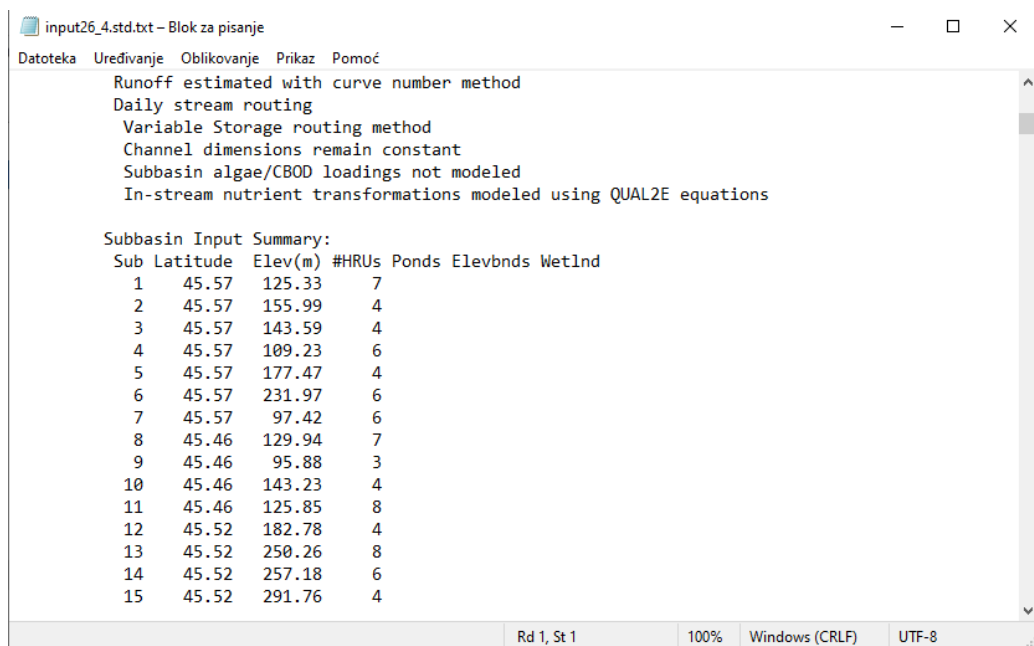 input26_4.std.txt – Blok za pisanje
Datoteka Uređivanje Oblikovanje Prikaz Pomoć
Runoff estimated with curve number method
Daily stream routing
Variable Storage routing method
Channel dimensions remain constant
Subbasin algae/CBOD loadings not modeled
In-stream nutrient transformations modeled using QUAL2E equations
Subbasin Input Summary:
Sub Latitude Elev(m) #HRUs Ponds Elevbnds Wetlnd
1 45.57 125.33 7
2 45.57 155.99 4
3 45.57 143.59 4
4 45.57 109.23 6
5 45.57 177.47 4
6 45.57 231.97 6
7 45.57 97.42 6
8 45.46 129.94 7
9 45.46 95.88 3
10 45.46 143.23 4
11 45.46 125.85 8
12 45.52 182.78 4
13 45.52 250.26 8
14 45.52 257.18 6
15 45.52 291.76 4
Rd 1, St 1 100% Windows (CRLF) UTF-8